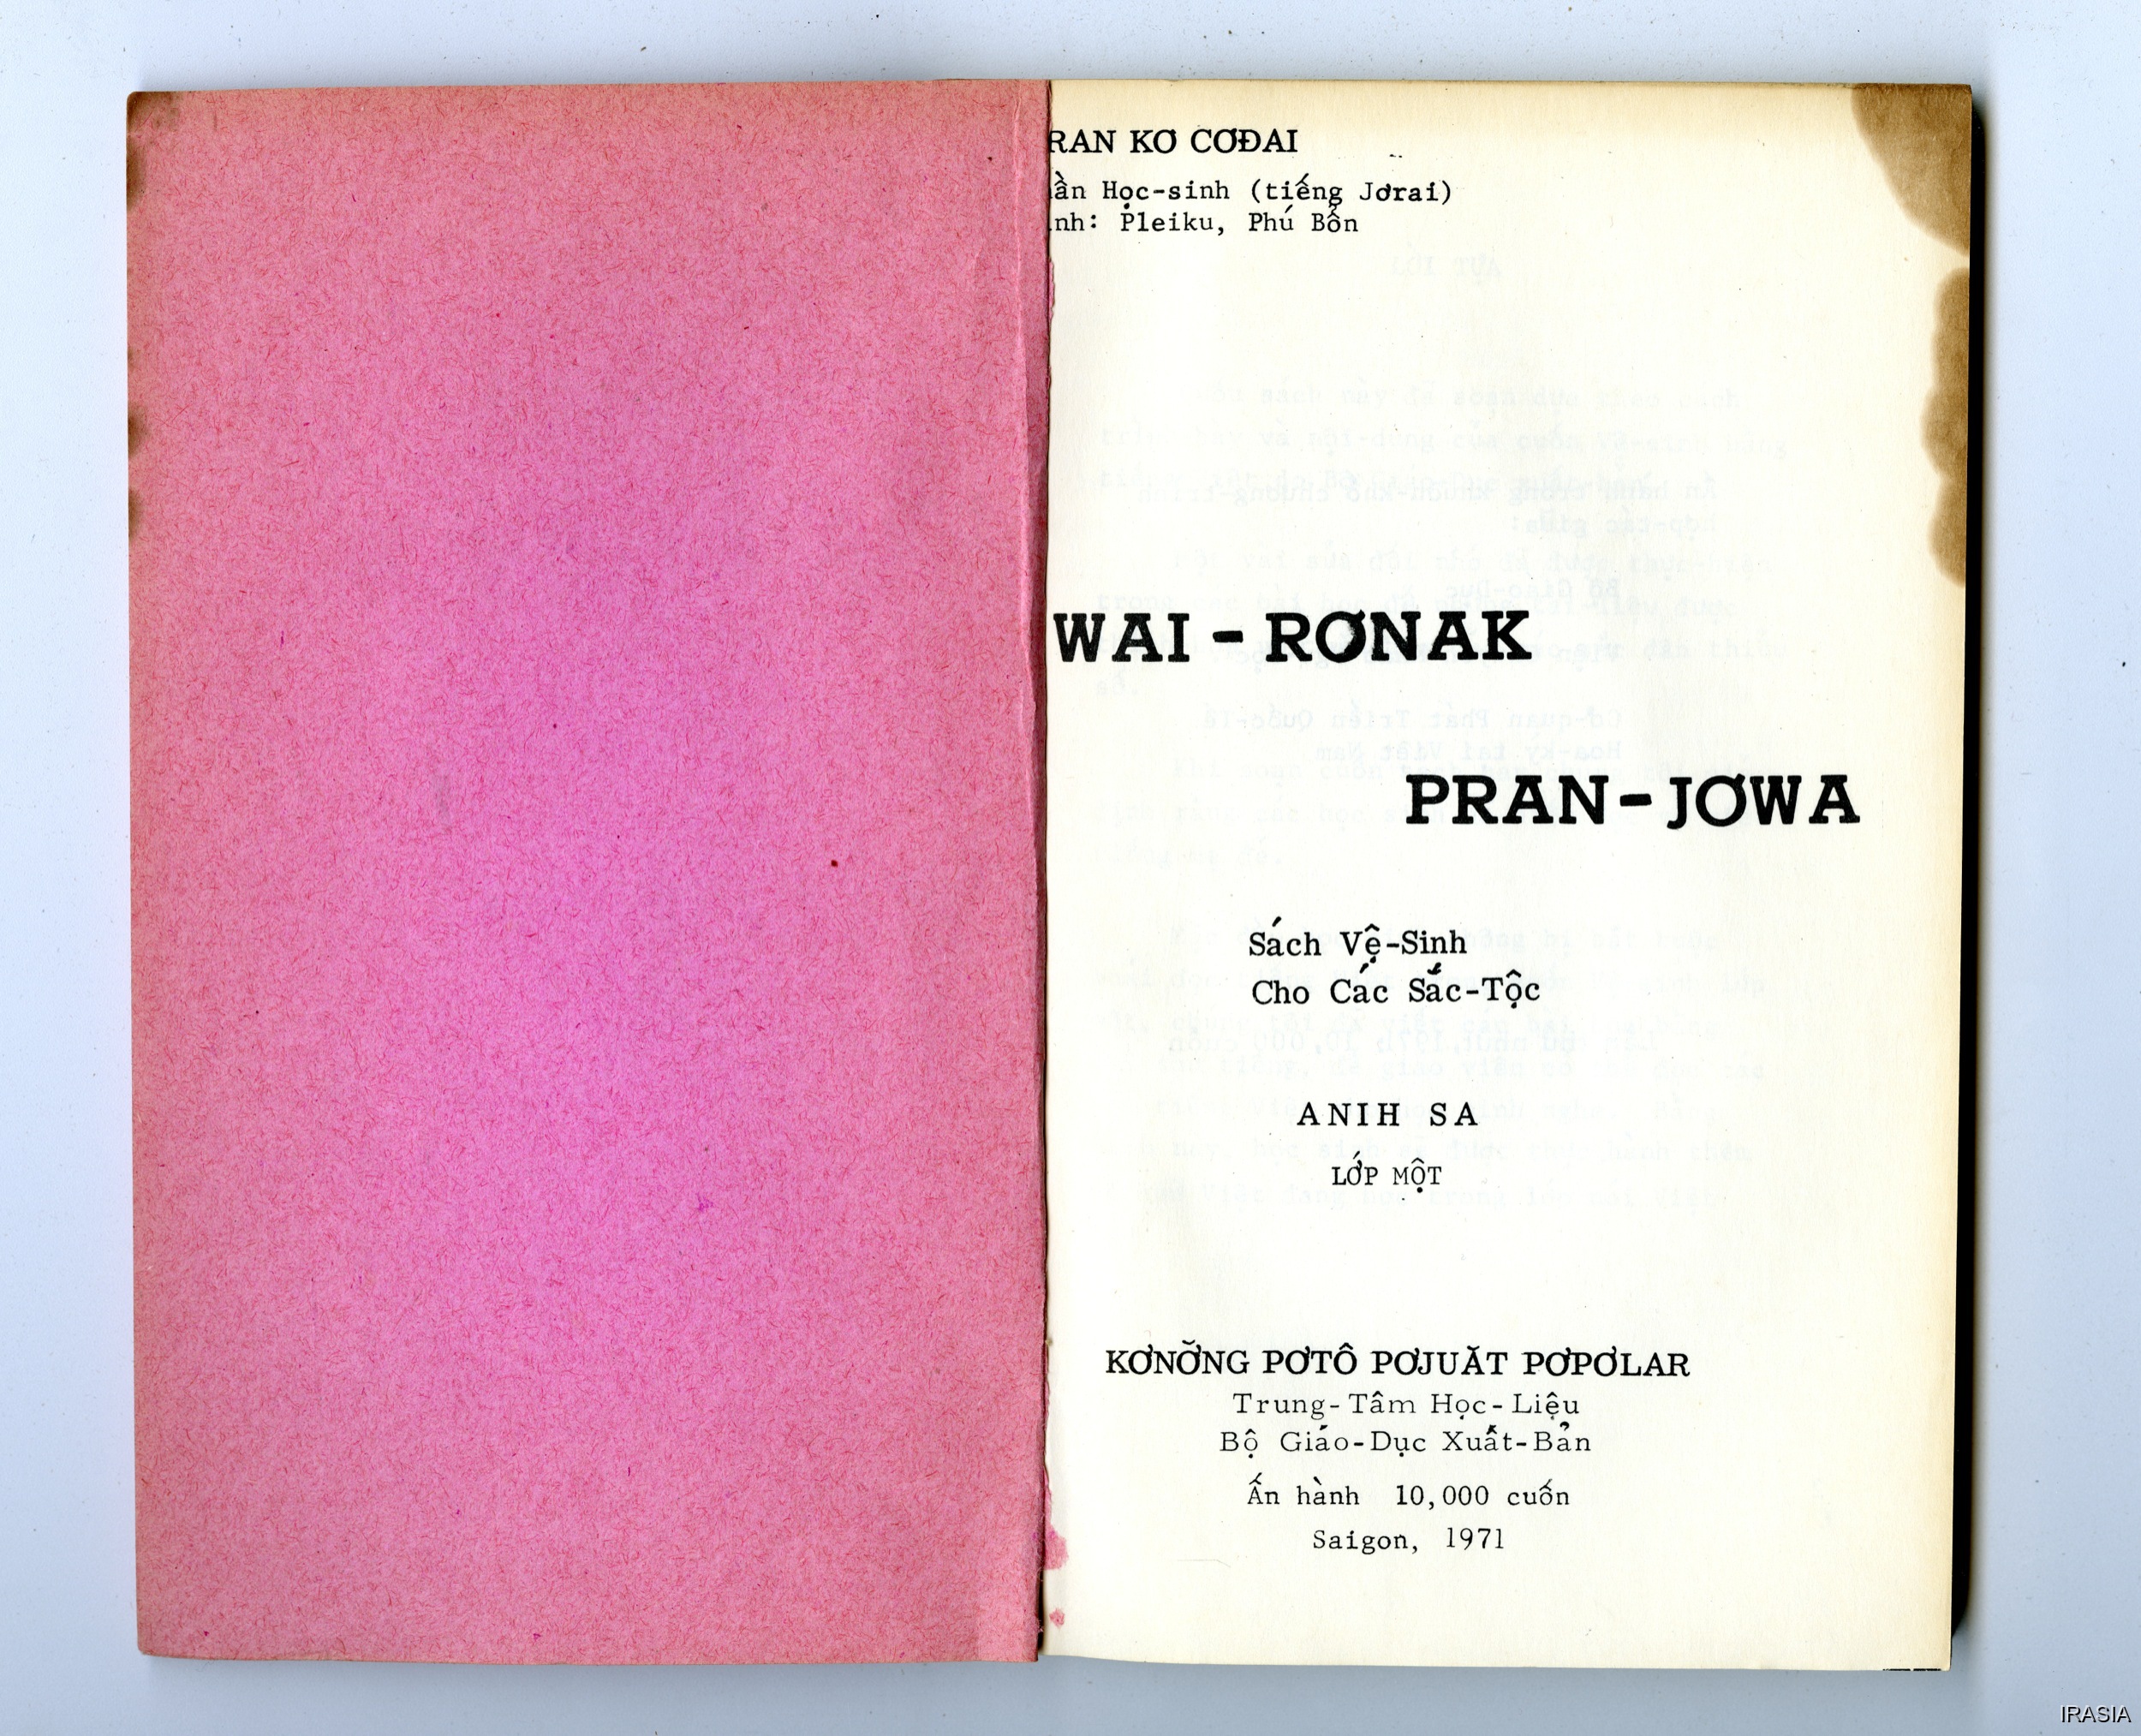 RAN KƠ CƠĐAI
ần Học-sinh (tiếng Jơrai)
nh: Pleiku, Phú Bổn
WAI - RƠNAK
PRAN - JƠWA
Sách Vệ-Sinh
Cho Các Sắc-Tộc
ANIH SA
LỚP MỘT
KƠNƠ̆NG PƠTÔ PƠJUĂT PƠPƠLAR
Trung-Tâm Học-Liệu
Bộ Giáo-Dục Xuất-Bản
Ấn hành 10,000 cuốn
Saigon, 1971
IRASIA